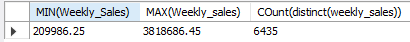 MIN(Weekly_Sales) MAX(Weekly_sales) COunt(distinct(weekly_sales))
209986.25 3818686.45 6435